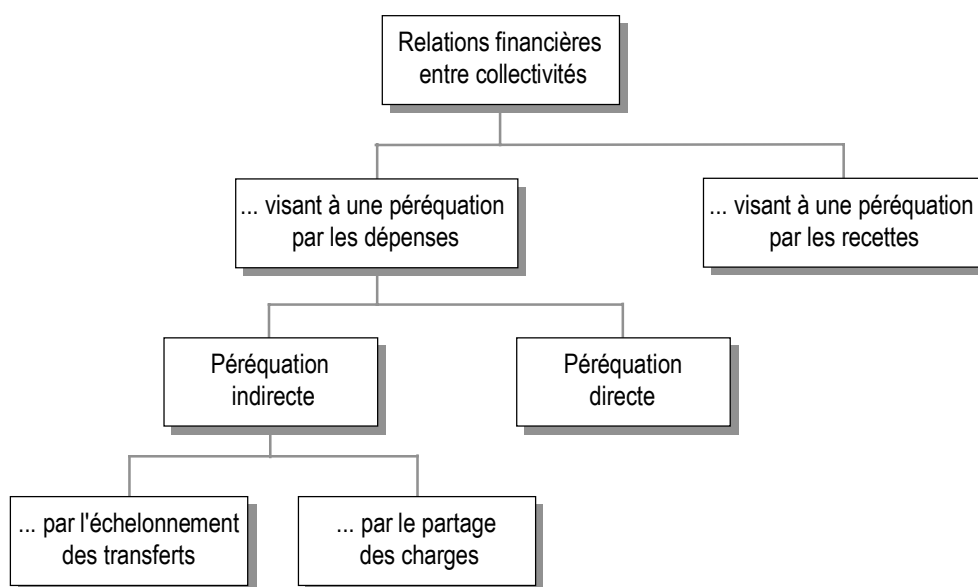 Relations financières
entre collectivités
... visant à une péréquation
par les dépenses
... visant à une péréquation
par les recettes
Péréquation
indirecte
Péréquation
directe
... par l'échelonnement
des transferts
... par le partage
des charges